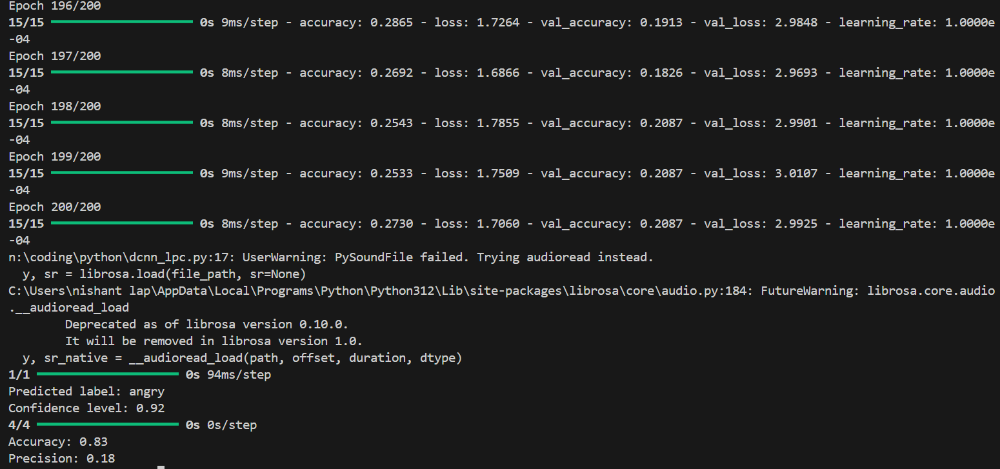 Epoch 196/200
15/15 0s 9ms/step - accuracy: 0.2865 - loss: 1.7264 - val_accuracy: 0.1913 - val_loss: 2.9848 - learning_rate: 1.0000e
-04
Epoch 197/200
15/15 0s 8ms/step - accuracy: 0.2692 - loss: 1.6866 - val_accuracy: 0.1826 - val_loss: 2.9693 - learning_rate: 1.0000e
-04
Epoch 198/200
15/15 0s 8ms/step - accuracy: 0.2543 - loss: 1.7855 - val_accuracy: 0.2087 - val_loss: 2.9901 - learning_rate: 1.0000e
-04
Epoch 199/200
15/15 0s 9ms/step - accuracy: 0.2533 - loss: 1.7509 - val_accuracy: 0.2087 - val_loss: 3.0107 - learning_rate: 1.0000e
-04
Epoch 200/200
15/15 0s 8ms/step - accuracy: 0.2730 - loss: 1.7060 - val_accuracy: 0.2087 - val_loss: 2.9925 - learning_rate: 1.0000e
-04
n:\coding\python\dcnn_lpc.py:17: UserWarning: PySoundFile failed. Trying audioread instead.
  y, sr = librosa.load(file_path, sr=None)
C:\Users\nishant lap\AppData\Local\Programs\Python\Python312\Lib\site-packages\librosa\core\audio.py:184: FutureWarning: librosa.core.audio
.__audioread_load
        Deprecated as of librosa version 0.10.0.
        It will be removed in librosa version 1.0.
  y, sr_native = __audioread_load(path, offset, duration, dtype)
1/1 0s 94ms/step
Predicted label: angry
Confidence level: 0.92
4/4 0s 0s/step
Accuracy: 0.83
Precision: 0.18